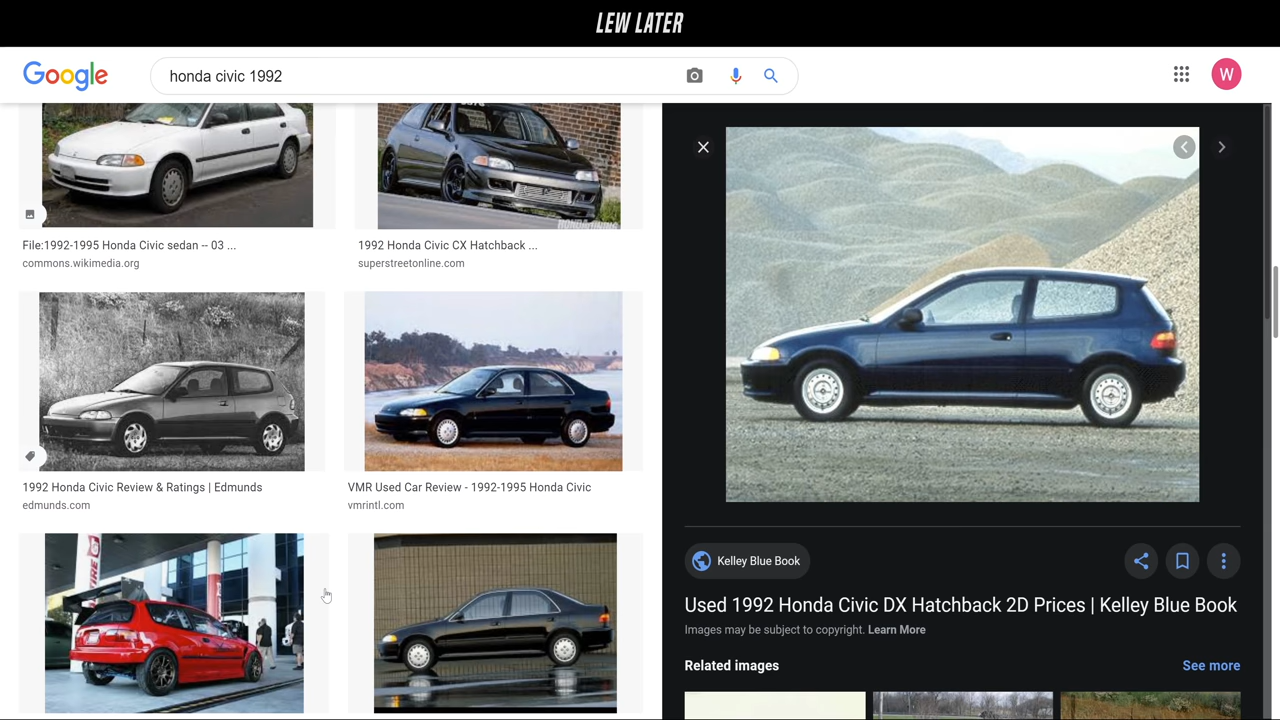 LEW LATER
Google
honda civic 1992
W
File:1992-1995 Honda Civic sedan -- 03 ...
commons.wikimedia.org
1992 Honda Civic CX Hatchback ...
superstreetonline.com
1992 Honda Civic Review & Ratings | Edmunds
edmunds.com
VMR Used Car Review - 1992-1995 Honda Civic
vmrintl.com
Kelley Blue Book
Used 1992 Honda Civic DX Hatchback 2D Prices | Kelley Blue Book
Images may be subject to copyright. Learn More
Related images
See more